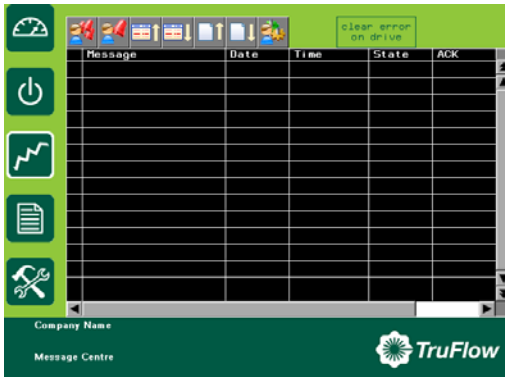 clear error
on drive
Message Date Time State ACK
Company Name
Message Centre
TruFlow